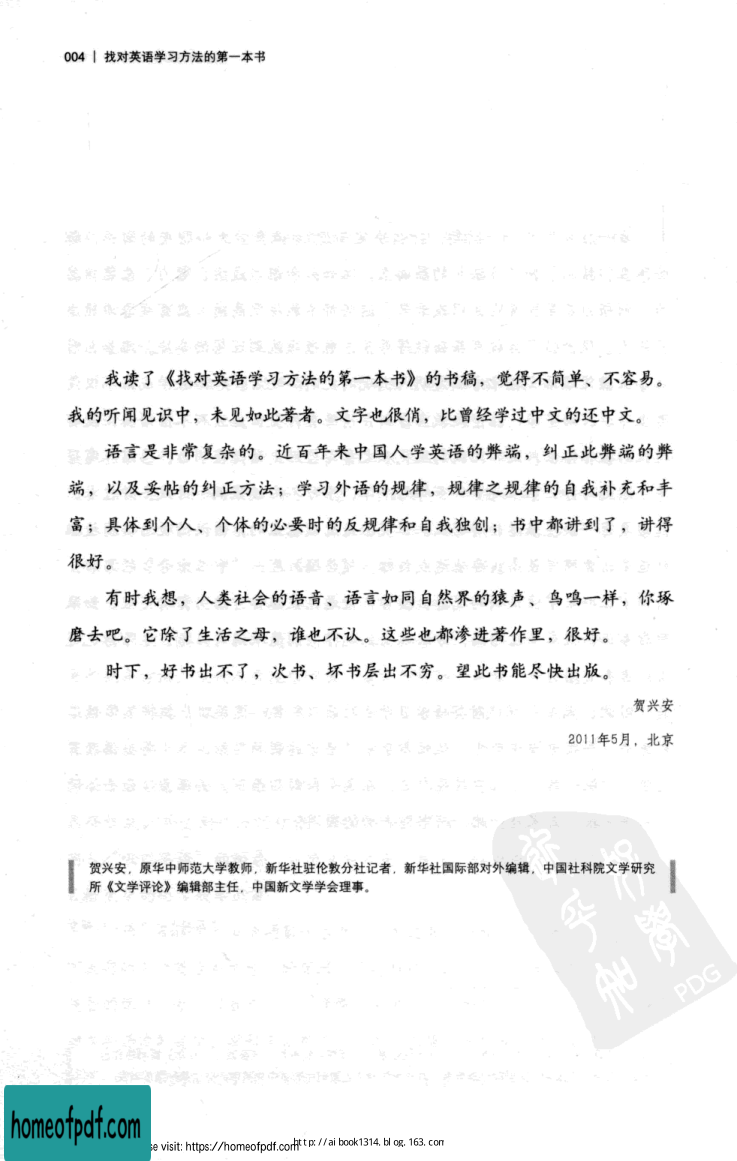 004 | 找对英语学习方法的第一本书
我读了《找对英语学习方法的第一本书》的书稿，觉得不简单、不容易。
我的听闻见识中，未见如此著者。文字也很俏，比曾经学过中文的还中文。
语言是非常复杂的。近百年来中国人学英语的弊端，纠正此弊端的弊
端，以及妥帖的纠正方法；学习外语的规律，规律之规律的自我补充和丰
富；具体到个人、个体的必要时的反规律和自我独创；书中都讲到了，讲得
很好。
有时我想，人类社会的语音、语言如同自然界的猿声、鸟鸣一样，你琢
磨去吧。它除了生活之母，谁也不认。这些也都渗进著作里，很好。
时下，好书出不了，次书、坏书层出不穷。望此书能尽快出版。
贺兴安
2011年5月，北京
贺兴安，原华中师范大学教师，新华社驻伦敦分社记者，新华社国际部对外编辑，中国社科院文学研究
所《文学评论》编辑部主任，中国新文学学会理事。
PDG
homeofpdf.com
se visit: https://homeofpdf.com
http://aibook1314.blog.163.com